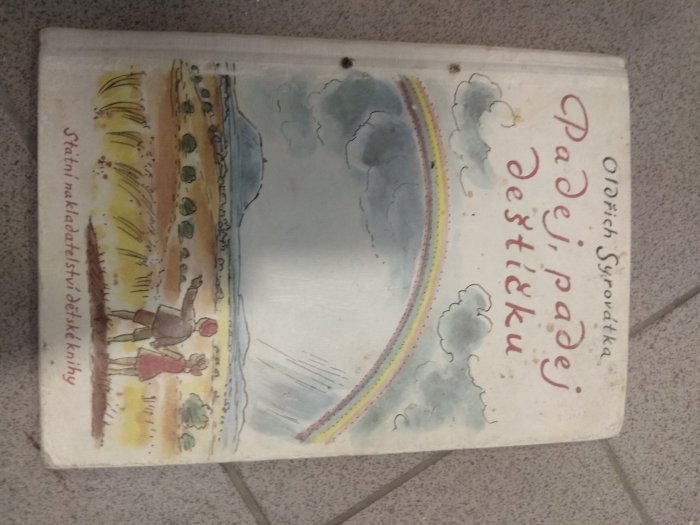 Oldřich Syrovátka
Padej, padej
deštíčku
Státní nakladatelství dětské knihy